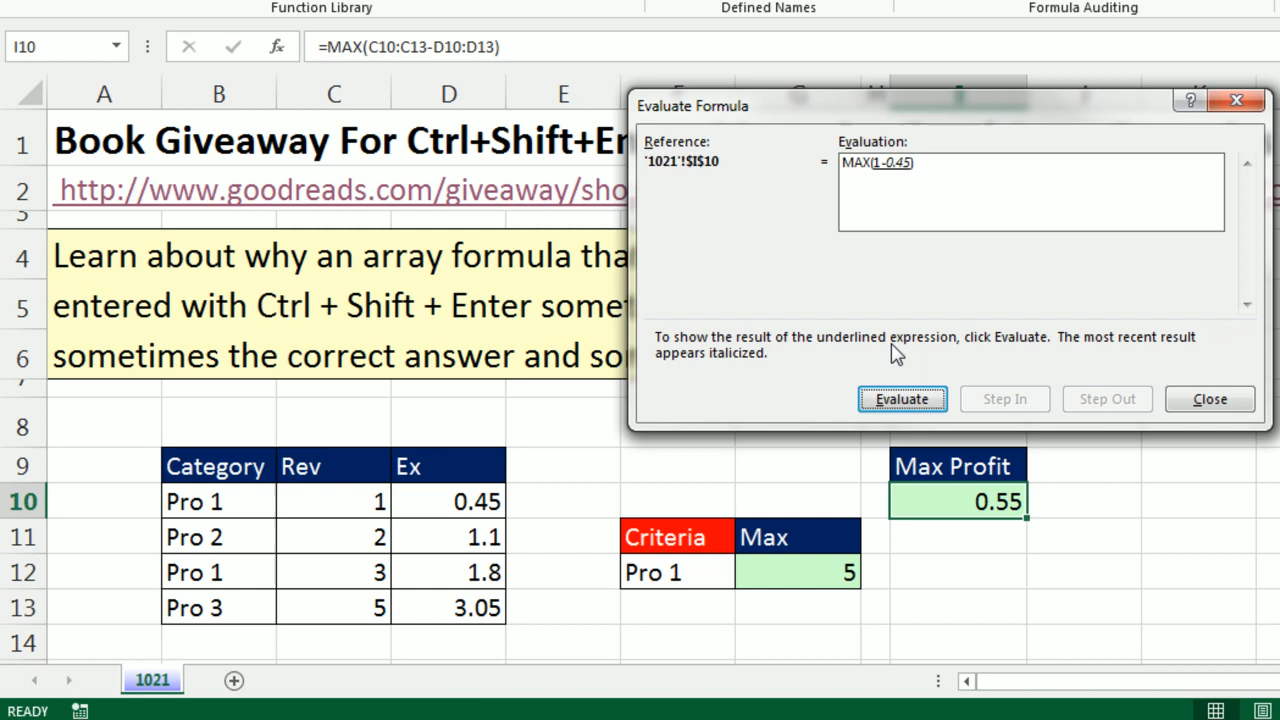 Function Library Defined Names Formula Auditing
I10 fx =MAX(C10:C13-D10:D13)
A B C D E
Evaluate Formula ?
Reference: Evaluation:
'1021'!$I$10 = MAX(1-0.45)
To show the result of the underlined expression, click Evaluate. The most recent result
appears italicized.
Evaluate Step In Step Out Close
1 Book Giveaway For Ctrl+Shift+En
2 http://www.goodreads.com/giveaway/sho
3
4 Learn about why an array formula tha
5 entered with Ctrl + Shift + Enter somet
6 sometimes the correct answer and so
7
8
9 Category Rev Ex Max Profit
10 Pro 1 1 0.45 0.55
11 Pro 2 2 1.1 Criteria Max
12 Pro 1 3 1.8 Pro 1 5
13 Pro 3 5 3.05
14
1021
READY